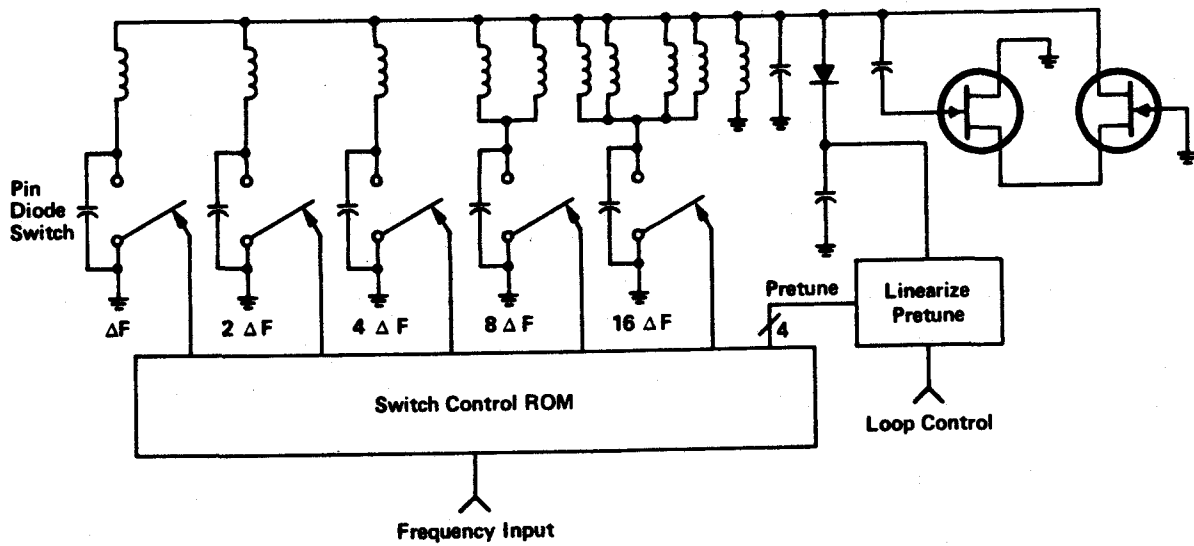 Pin
Diode
Switch
ΔF
2 ΔF
4 ΔF
8 ΔF
16 ΔF
Pretune
4
Linearize
Pretune
Switch Control ROM
Loop Control
Frequency Input